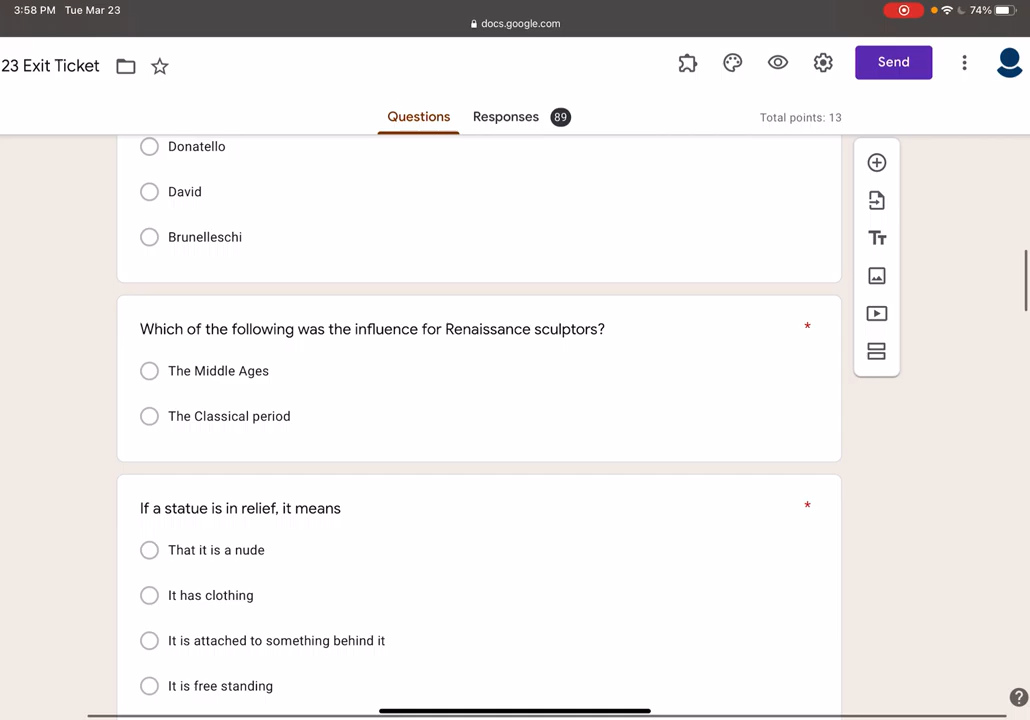 3:58 PM Tue Mar 23
74%
docs.google.com
23 Exit Ticket
Send
Questions
Responses 89
Total points: 13
Donatello
David
Brunelleschi
Which of the following was the influence for Renaissance sculptors? *
The Middle Ages
The Classical period
If a statue is in relief, it means *
That it is a nude
It has clothing
It is attached to something behind it
It is free standing